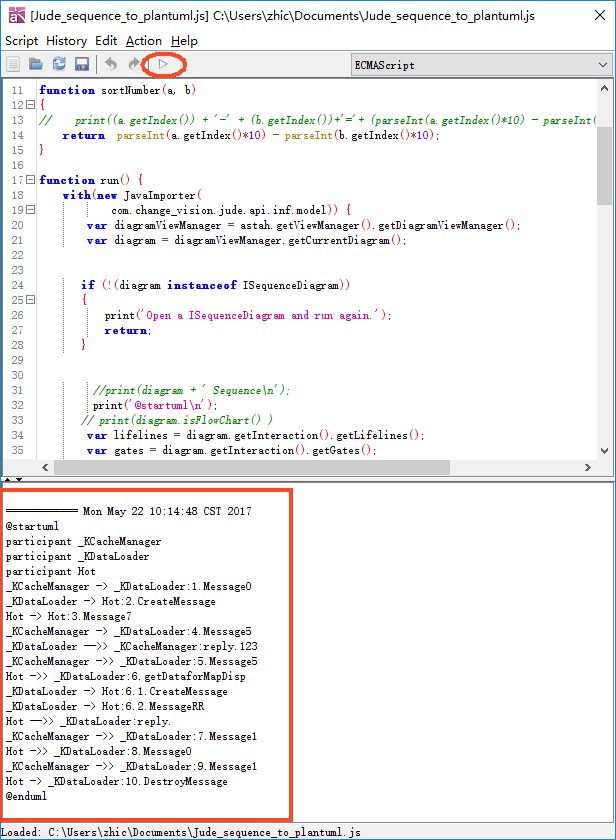 [Jude_sequence_to_plantuml.js] C:\Users\zhic\Documents\Jude_sequence_to_plantuml.js
Script History Edit Action Help
ECMAScript
11 function sortNumber(a, b)
12 {
13 //    print((a.getIndex()) + '-' + (b.getIndex())+'='+ (parseInt(a.getIndex()*10) - parseInt(
14    return  parseInt(a.getIndex()*10) - parseInt(b.getIndex()*10);
15 }
16
17 function run() {
18    with(new JavaImporter(
19            com.change_vision.jude.api.inf.model)) {
20        var diagramViewManager = astah.getViewManager().getDiagramViewManager();
21        var diagram = diagramViewManager.getCurrentDiagram();
22
23
24       if (!(diagram instanceof ISequenceDiagram))
25       {
26           print('Open a ISequenceDiagram and run again.');
27           return;
28       }
29
30
31         //print(diagram + ' Sequence\n');
32         print('@startuml\n');
33       // print(diagram.isFlowChart() )
34        var lifelines = diagram.getInteraction().getLifelines();
35        var gates = diagram.getInteraction().getGates();
============ Mon May 22 10:14:48 CST 2017
@startuml
participant _KCacheManager
participant _KDataLoader
participant Hot
_KCacheManager -> _KDataLoader:1.Message0
_KDataLoader -> Hot:2.CreateMessage
Hot -> Hot:3.Message7
_KCacheManager -> _KDataLoader:4.Message5
_KDataLoader -->> _KCacheManager:reply.123
_KCacheManager ->> _KDataLoader:5.Message5
Hot ->> _KDataLoader:6.getDataforMapDisp
_KDataLoader -> Hot:6.1.CreateMessage
_KDataLoader -> Hot:6.2.MessageRR
Hot -->> _KDataLoader:reply.
_KCacheManager ->> _KDataLoader:7.Message1
Hot ->> _KDataLoader:8.Message0
_KCacheManager ->> _KDataLoader:9.Message1
Hot -> _KDataLoader:10.DestroyMessage
@enduml
Loaded: C:\Users\zhic\Documents\Jude_sequence_to_plantuml.js